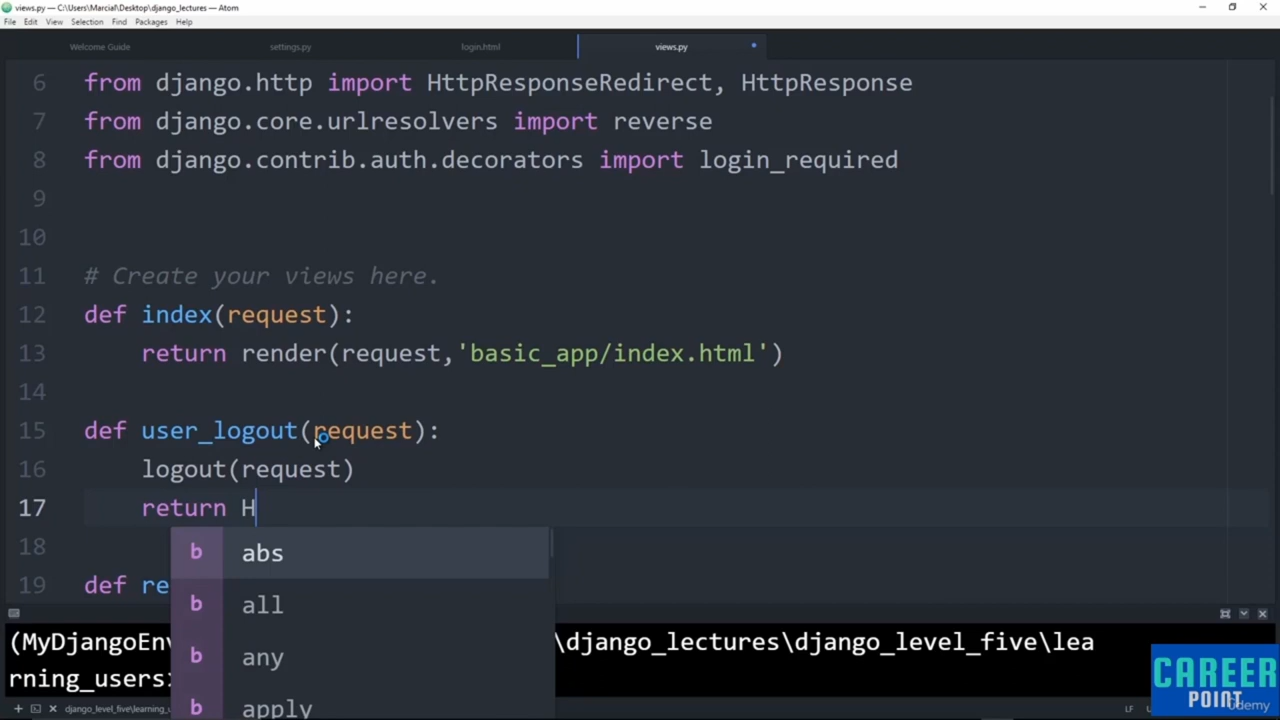 views.py — C:\Users\Marcial\Desktop\django_lectures — Atom
File Edit View Selection Find Packages Help
Welcome Guide settings.py login.html views.py
6 from django.http import HttpResponseRedirect, HttpResponse
7 from django.core.urlresolvers import reverse
8 from django.contrib.auth.decorators import login_required
9
10
11 # Create your views here.
12 def index(request):
13 return render(request,'basic_app/index.html')
14
15 def user_logout(request):
16 logout(request)
17 return H
18 b abs
19 def re
b all
b any
b apply
(MyDjangoEnv \django_lectures\django_level_five\lea
rning_users:
django_level_five\learning_u LF
CAREER
POINT
Udemy